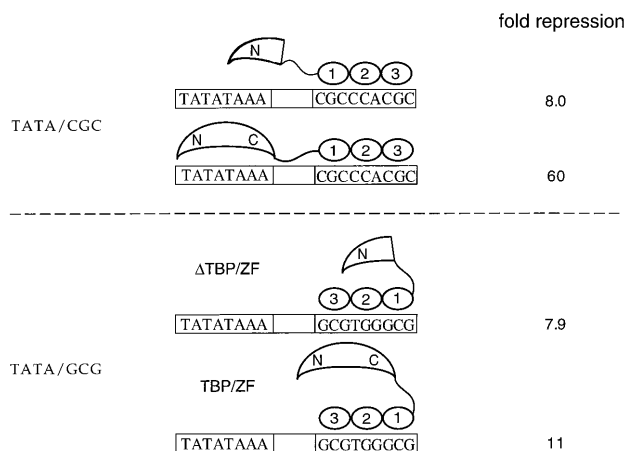 fold repression
N
1 2 3
TATATAAA CGCCCACGC 8.0
TATA/CGC
N C
1 2 3
TATATAAA CGCCCACGC 60
ΔTBP/ZF
N
3 2 1
TATATAAA GCGTGGGCG 7.9
TATA/GCG
TBP/ZF
N C
3 2 1
TATATAAA GCGTGGGCG 11